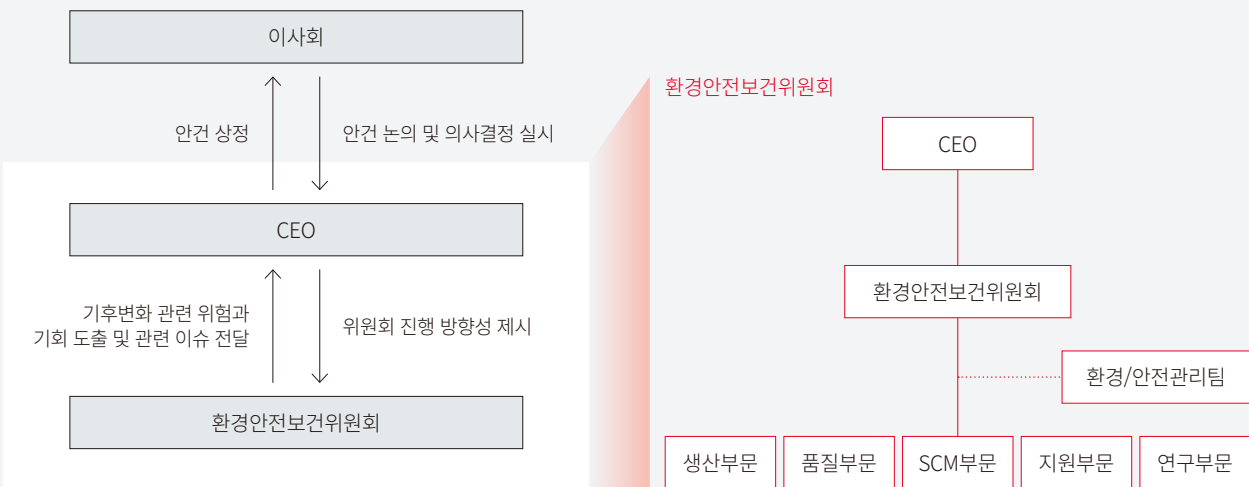 이사회
안건 상정
안건 논의 및 의사결정 실시
CEO
기후변화 관련 위험과
기회 도출 및 관련 이슈 전달
위원회 진행 방향성 제시
환경안전보건위원회
환경안전보건위원회
CEO
환경안전보건위원회
환경/안전관리팀
생산부문
품질부문
SCM부문
지원부문
연구부문